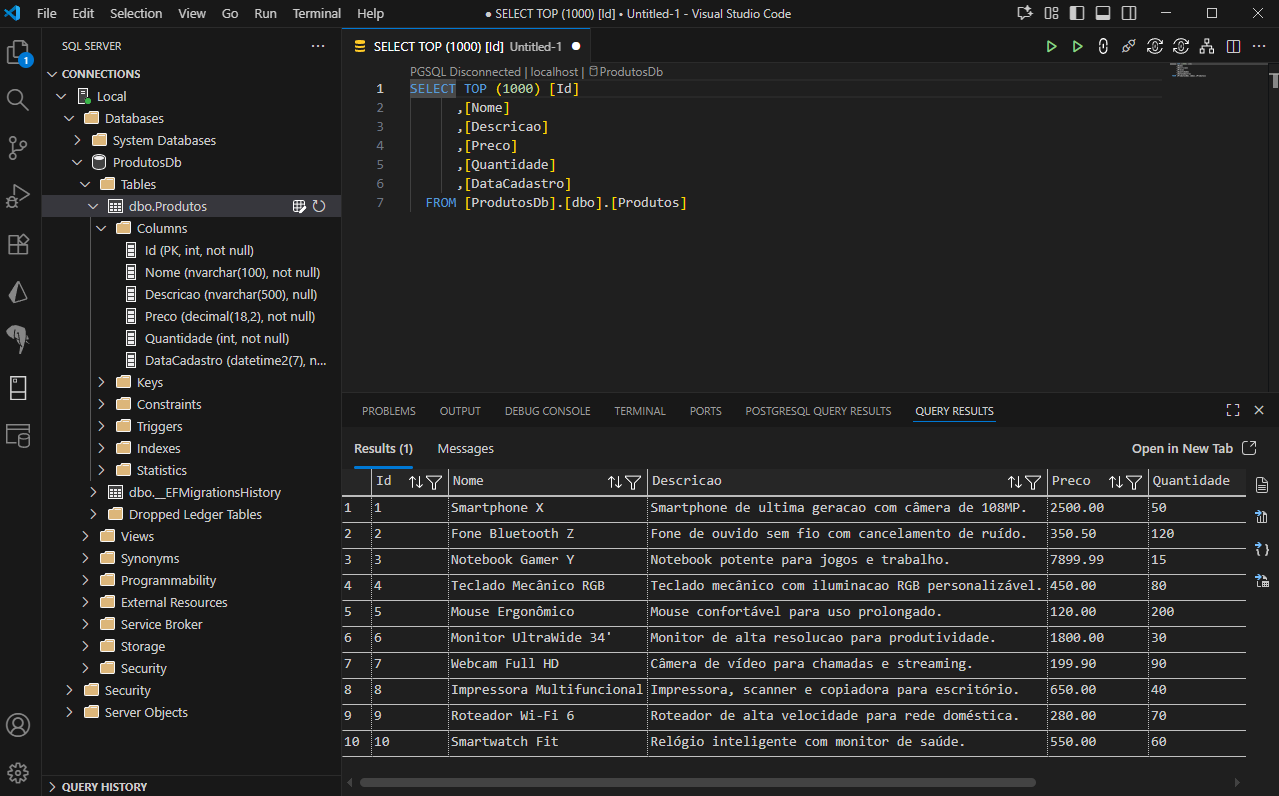 File Edit Selection View Go Run Terminal Help
● SELECT TOP (1000) [Id] • Untitled-1 - Visual Studio Code
1
SQL SERVER
CONNECTIONS
Local
Databases
System Databases
ProdutosDb
Tables
dbo.Produtos
Columns
Id (PK, int, not null)
Nome (nvarchar(100), not null)
Descricao (nvarchar(500), null)
Preco (decimal(18,2), not null)
Quantidade (int, not null)
DataCadastro (datetime2(7), n...
Keys
Constraints
Triggers
Indexes
Statistics
dbo.__EFMigrationsHistory
Dropped Ledger Tables
Views
Synonyms
Programmability
External Resources
Service Broker
Storage
Security
Security
Server Objects
QUERY HISTORY
SELECT TOP (1000) [Id] Untitled-1 ●
PGSQL Disconnected | localhost | ProdutosDb
1 SELECT TOP (1000) [Id]
2 ,[Nome]
3 ,[Descricao]
4 ,[Preco]
5 ,[Quantidade]
6 ,[DataCadastro]
7 FROM [ProdutosDb].[dbo].[Produtos]
PROBLEMS OUTPUT DEBUG CONSOLE TERMINAL PORTS POSTGRESQL QUERY RESULTS QUERY RESULTS
Results (1) Messages Open in New Tab
Id Nome Descricao Preco Quantidade
1 1 Smartphone X Smartphone de ultima geracao com câmera de 108MP. 2500.00 50
2 2 Fone Bluetooth Z Fone de ouvido sem fio com cancelamento de ruído. 350.50 120
3 3 Notebook Gamer Y Notebook potente para jogos e trabalho. 7899.99 15
4 4 Teclado Mecânico RGB Teclado mecânico com iluminacao RGB personalizável. 450.00 80
5 5 Mouse Ergonômico Mouse confortável para uso prolongado. 120.00 200
6 6 Monitor UltraWide 34' Monitor de alta resolucao para produtividade. 1800.00 30
7 7 Webcam Full HD Câmera de vídeo para chamadas e streaming. 199.90 90
8 8 Impressora Multifuncional Impressora, scanner e copiadora para escritório. 650.00 40
9 9 Roteador Wi-Fi 6 Roteador de alta velocidade para rede doméstica. 280.00 70
10 10 Smartwatch Fit Relógio inteligente com monitor de saúde. 550.00 60